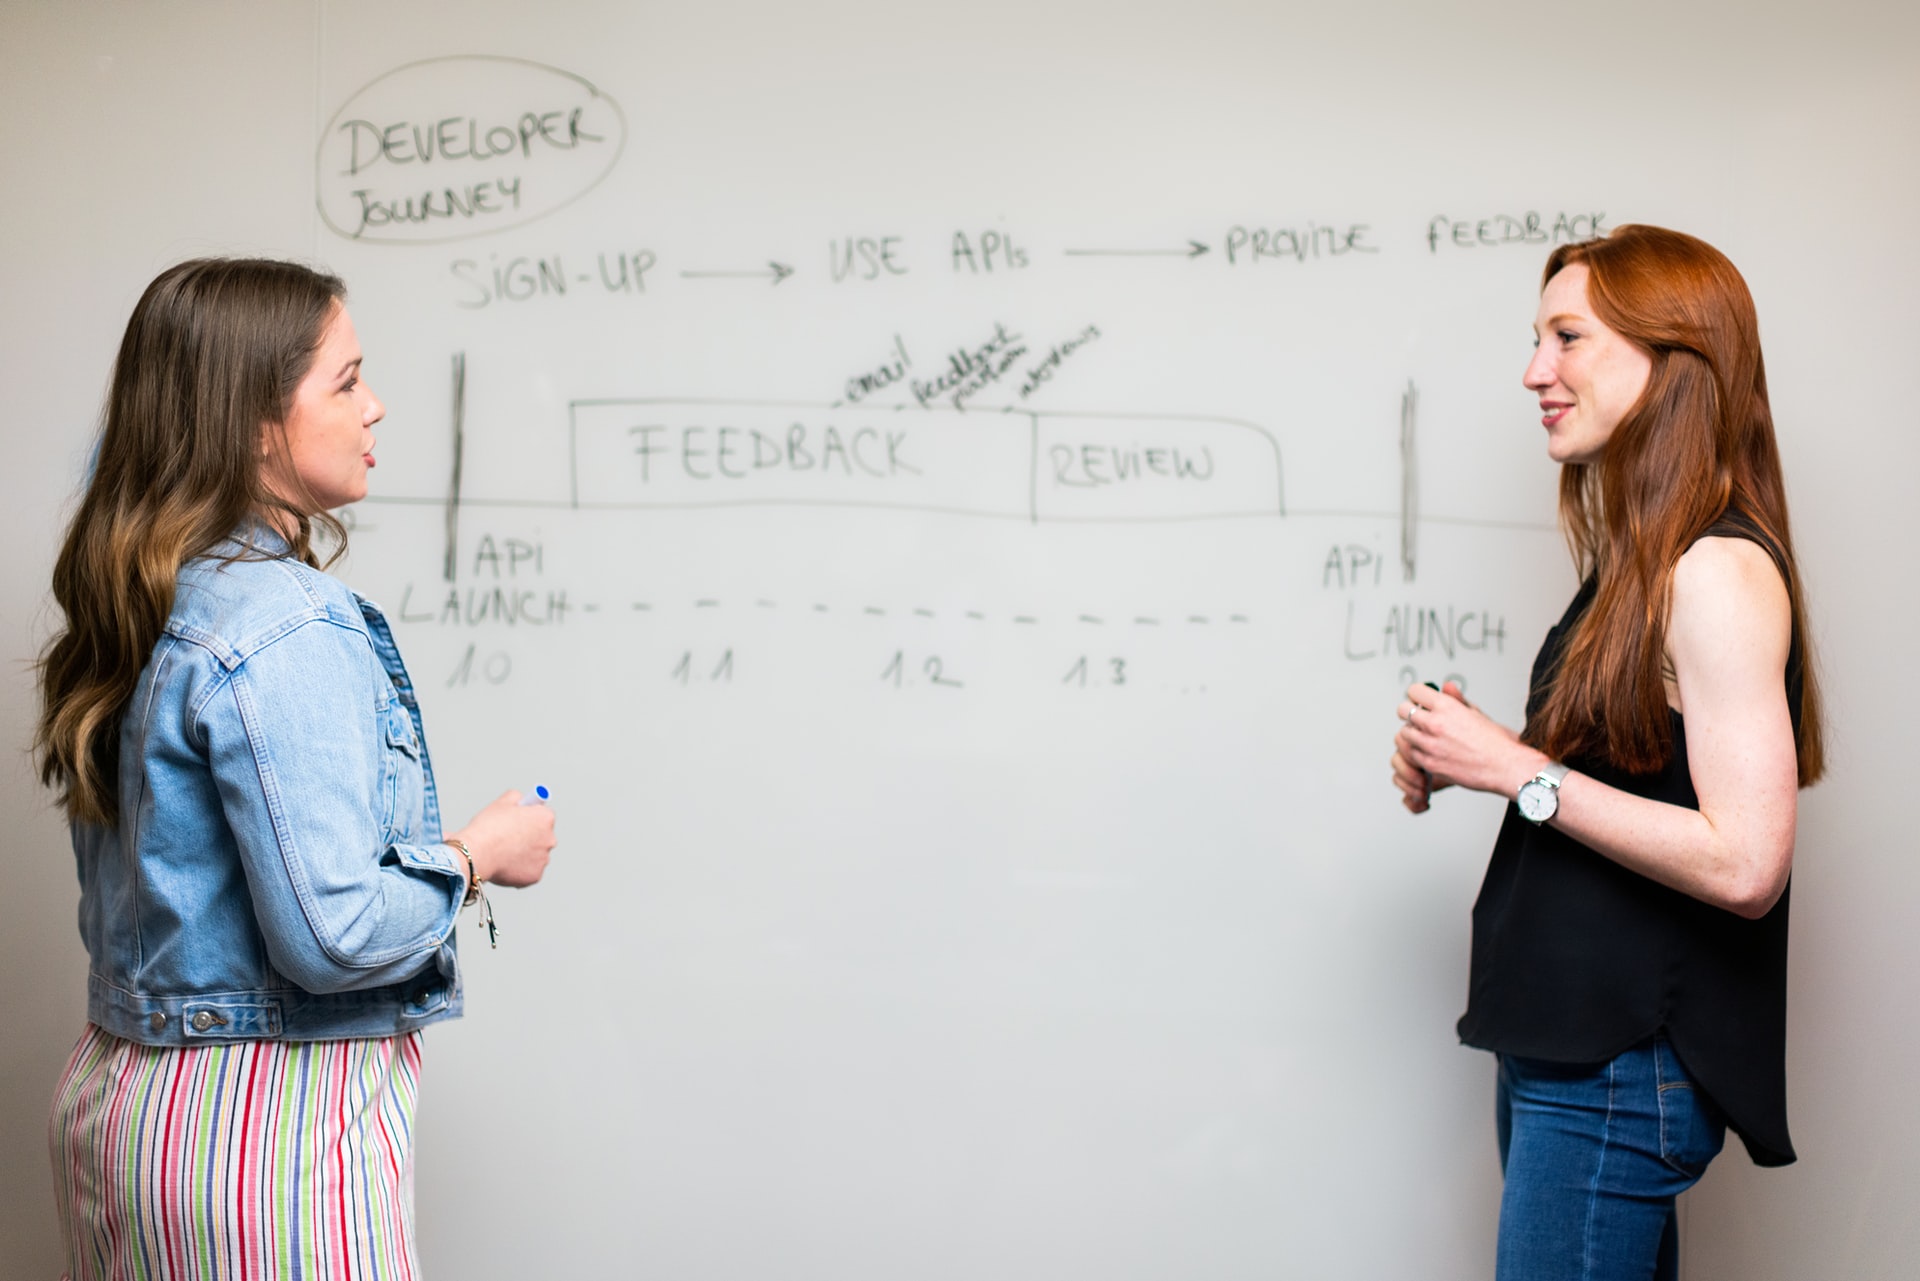 DEVELOPER
JOURNEY
SIGN-UP → USE APIs → PROVIDE FEEDBACK
email feedback
FEEDBACK REVIEW
API API
LAUNCH LAUNCH
1.0 1.1 1.2 1.3 ...